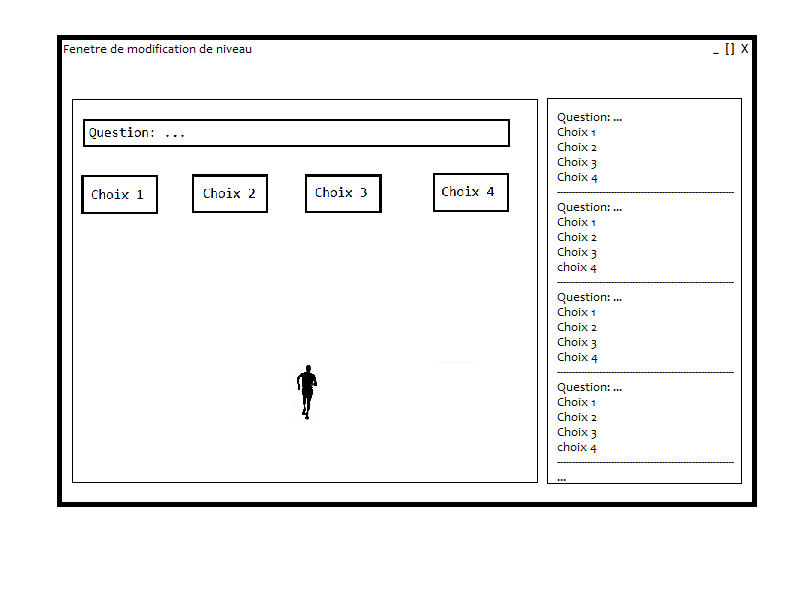 Fenetre de modification de niveau
_ [] X
Question: ...
Choix 1
Choix 2
Choix 3
Choix 4
Question: ...
Choix 1
Choix 2
Choix 3
Choix 4
Question: ...
Choix 1
Choix 2
Choix 3
choix 4
Question: ...
Choix 1
Choix 2
Choix 3
Choix 4
Question: ...
Choix 1
Choix 2
Choix 3
choix 4
...